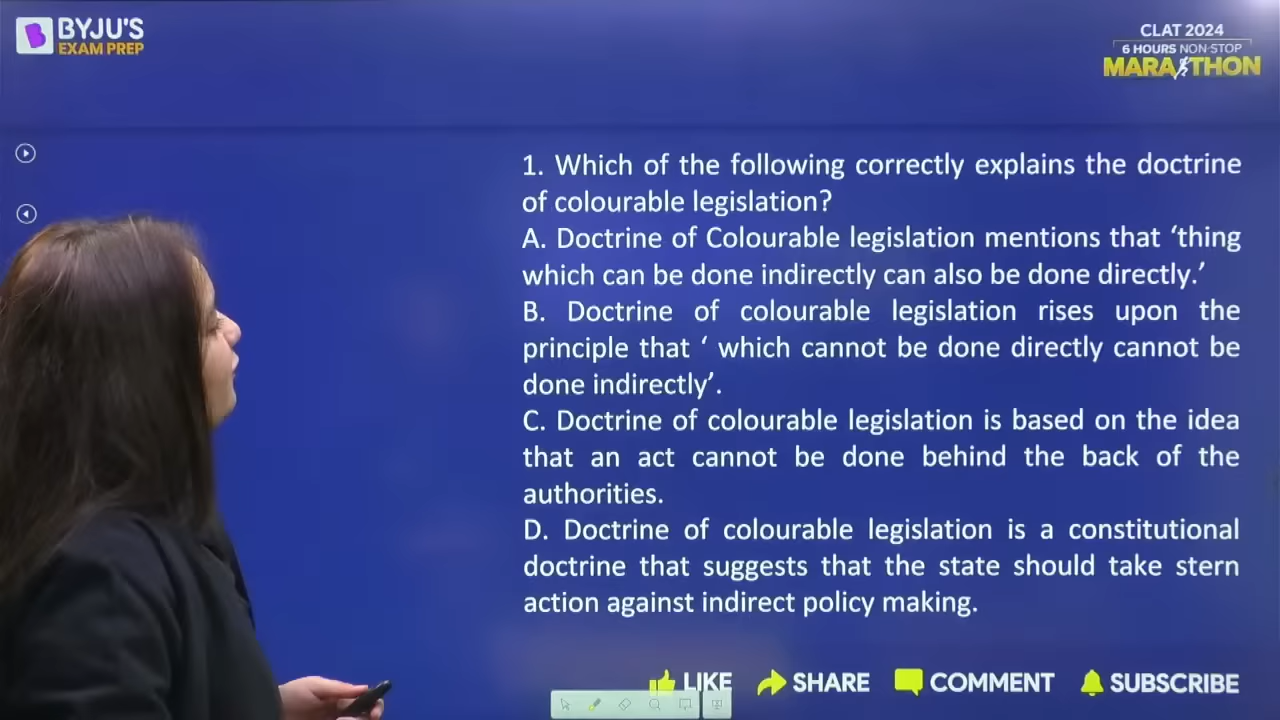 BYJU'S
EXAM PREP
CLAT 2024
6 HOURS NON-STOP
MARATHON
1. Which of the following correctly explains the doctrine
of colourable legislation?
A. Doctrine of Colourable legislation mentions that ‘thing
which can be done indirectly can also be done directly.’
B. Doctrine of colourable legislation rises upon the
principle that ‘ which cannot be done directly cannot be
done indirectly’.
C. Doctrine of colourable legislation is based on the idea
that an act cannot be done behind the back of the
authorities.
D. Doctrine of colourable legislation is a constitutional
doctrine that suggests that the state should take stern
action against indirect policy making.
LIKE SHARE COMMENT SUBSCRIBE